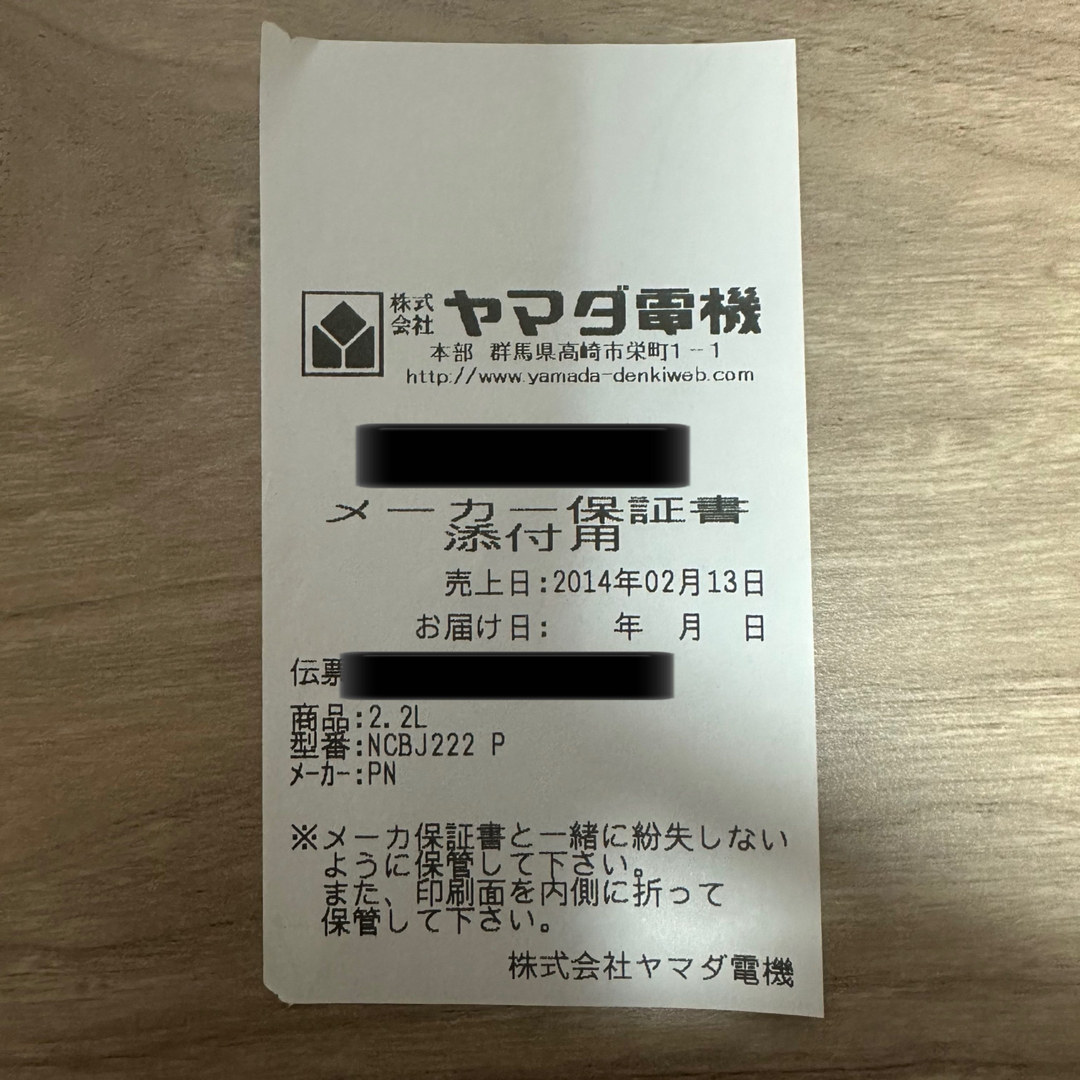 株式会社 ヤマダ電機
本部 群馬県高崎市栄町1-1
http://www.yamada-denkiweb.com
メーカー保証書
添付用
売上日:2014年02月13日
お届け日: 年 月 日
伝票
商品:2.2L
型番:NCBJ222 P
メーカー:PN
※メーカ保証書と一緒に紛失しない
ように保管して下さい。
また、印刷面を内側に折って
保管して下さい。
株式会社ヤマダ電機